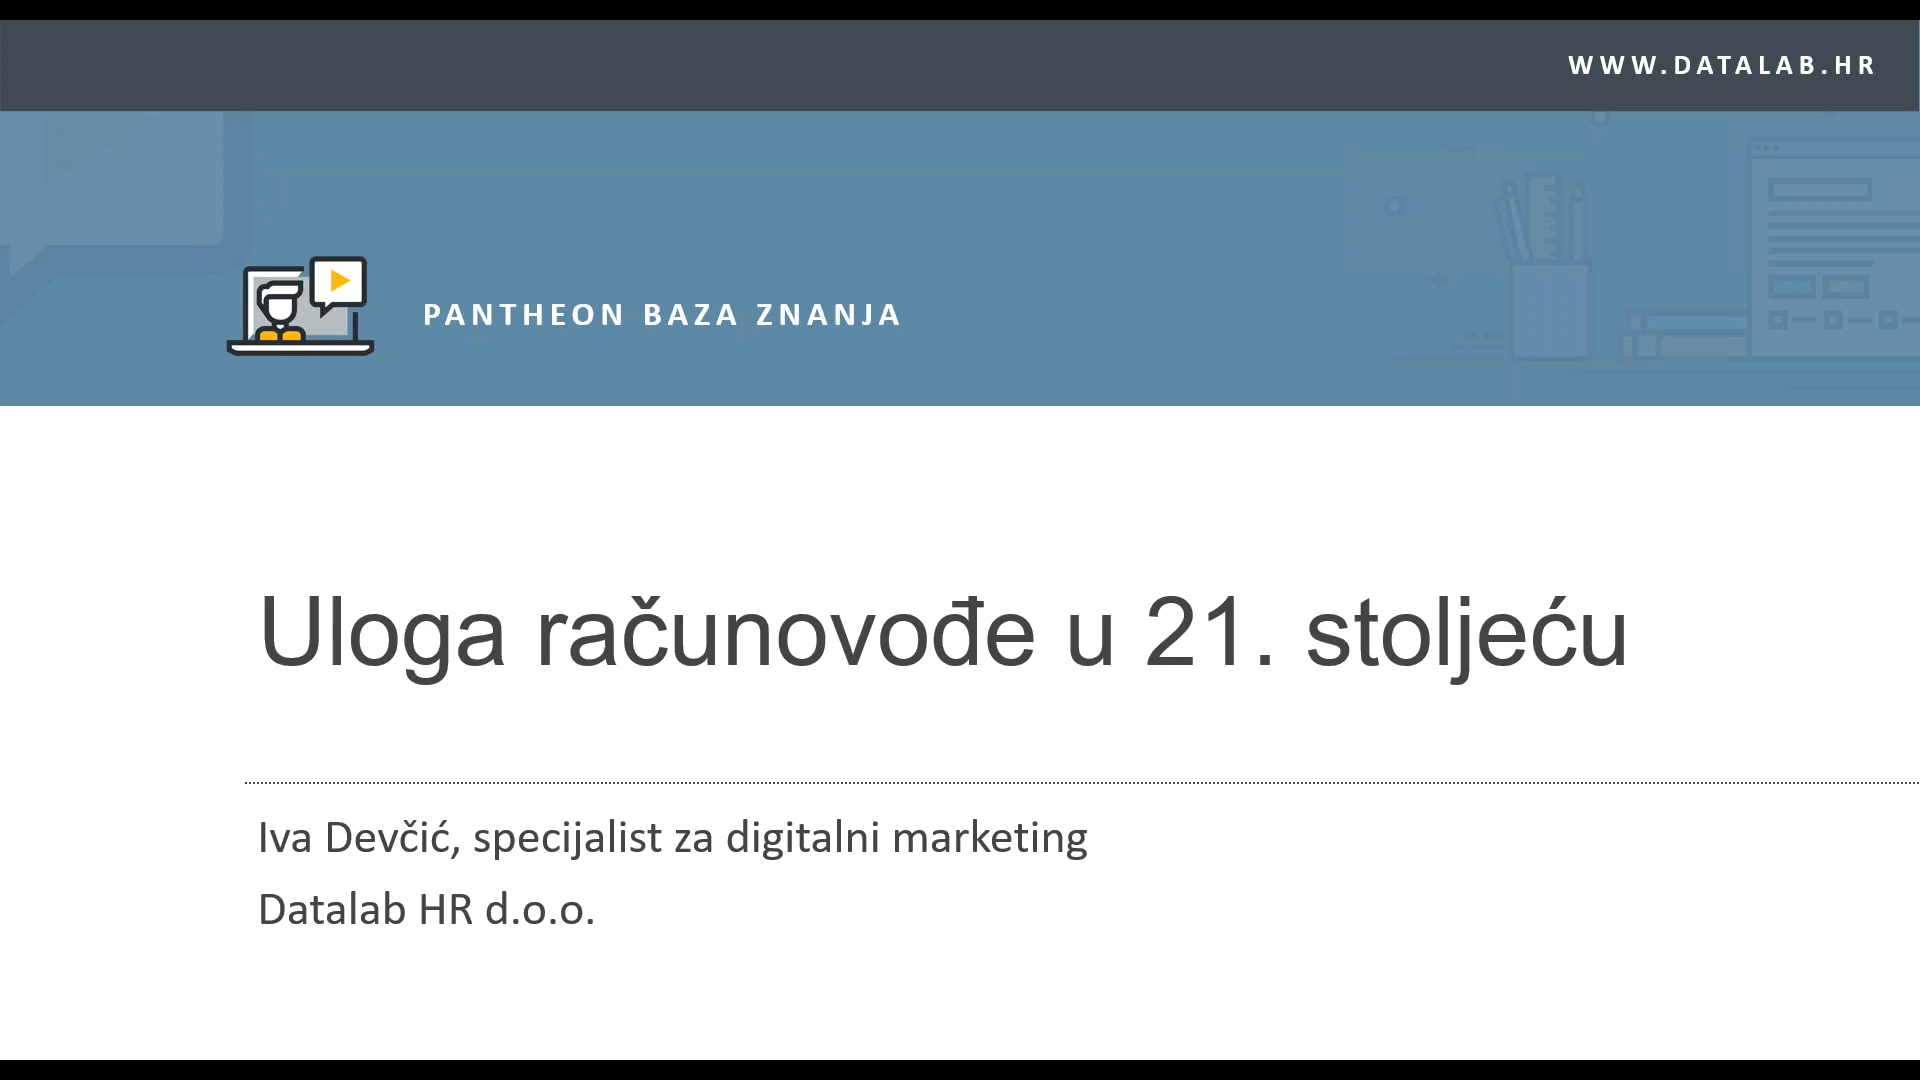 WWW.DATALAB.HR
PANTHEON BAZA ZNANJA
Uloga računovođe u 21. stoljeću
Iva Devčić, specijalist za digitalni marketing
Datalab HR d.o.o.